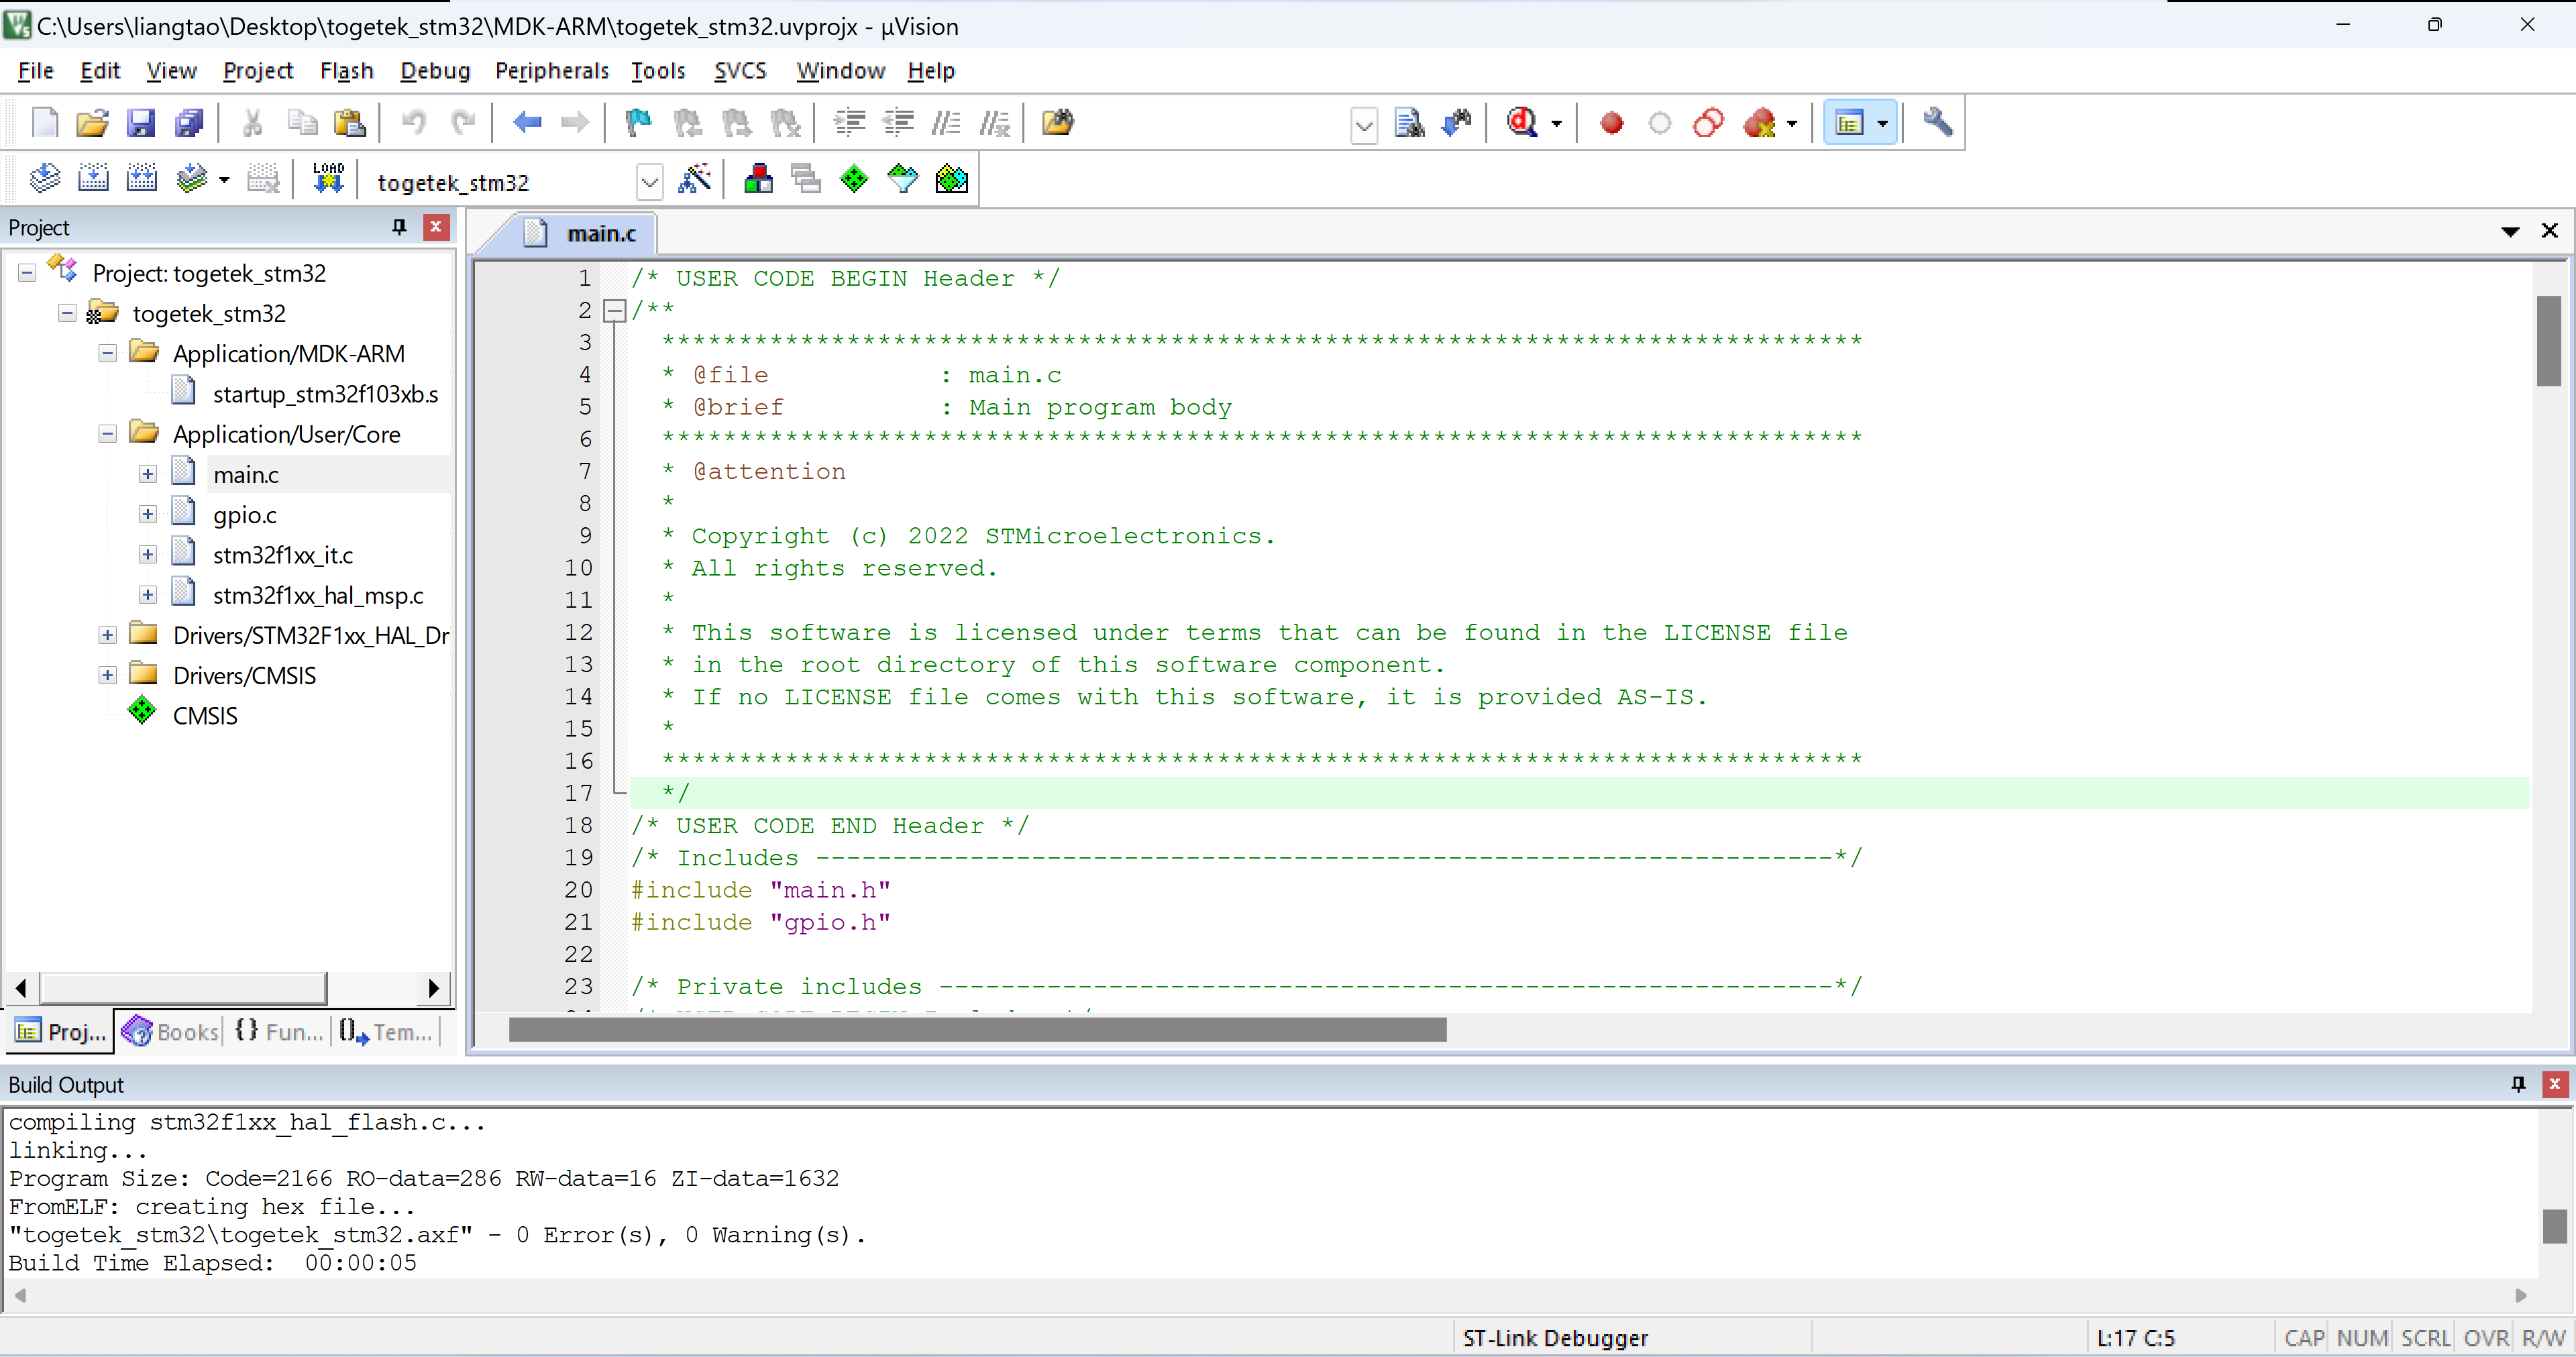 C:\Users\liangtao\Desktop\togetek_stm32\MDK-ARM\togetek_stm32.uvprojx - µVision
File Edit View Project Flash Debug Peripherals Tools SVCS Window Help
LOAD
togetek_stm32
Project
main.c
Project: togetek_stm32
togetek_stm32
Application/MDK-ARM
startup_stm32f103xb.s
Application/User/Core
main.c
gpio.c
stm32f1xx_it.c
stm32f1xx_hal_msp.c
Drivers/STM32F1xx_HAL_Dr
Drivers/CMSIS
CMSIS
Proj... Books {} Fun... Tem...
1 /* USER CODE BEGIN Header */
2 /**
3 ******************************************************************************
4 * @file : main.c
5 * @brief : Main program body
6 ******************************************************************************
7 * @attention
8 *
9 * Copyright (c) 2022 STMicroelectronics.
10 * All rights reserved.
11 *
12 * This software is licensed under terms that can be found in the LICENSE file
13 * in the root directory of this software component.
14 * If no LICENSE file comes with this software, it is provided AS-IS.
15 *
16 ******************************************************************************
17 */
18 /* USER CODE END Header */
19 /* Includes ------------------------------------------------------------------*/
20 #include "main.h"
21 #include "gpio.h"
22
23 /* Private includes ----------------------------------------------------------*/
Build Output
compiling stm32f1xx_hal_flash.c...
linking...
Program Size: Code=2166 RO-data=286 RW-data=16 ZI-data=1632
FromELF: creating hex file...
"togetek_stm32\togetek_stm32.axf" - 0 Error(s), 0 Warning(s).
Build Time Elapsed:  00:00:05
ST-Link Debugger L:17 C:5 CAP NUM SCRL OVR R/W